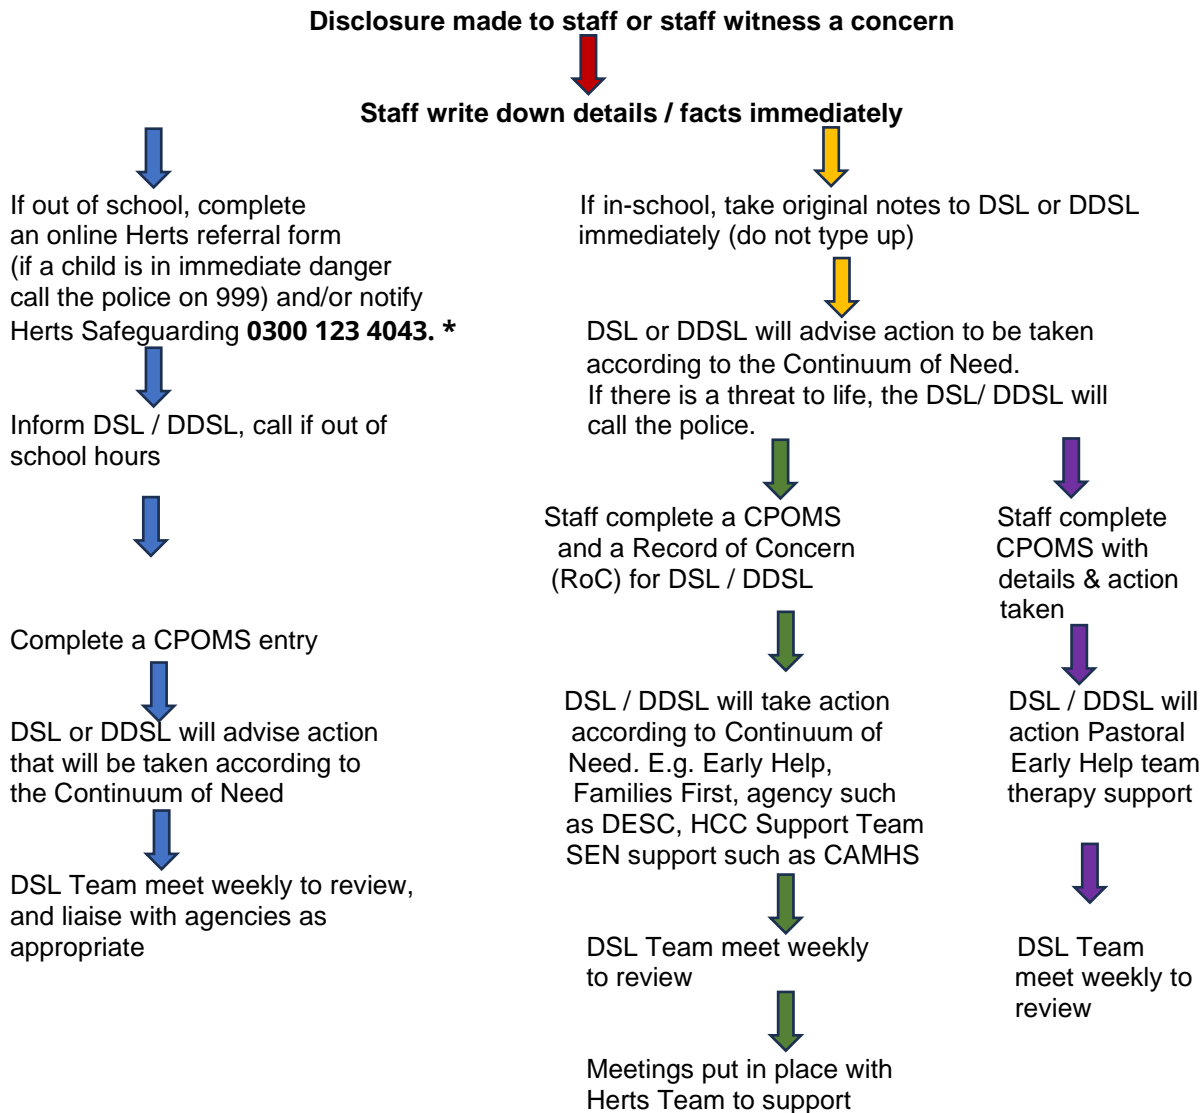 Disclosure made to staff or staff witness a concern
Staff write down details / facts immediately
If out of school, complete
an online Herts referral form
(if a child is in immediate danger
call the police on 999) and/or notify
Herts Safeguarding 0300 123 4043. *
Inform DSL / DDSL, call if out of
school hours
Complete a CPOMS entry
DSL or DDSL will advise action
that will be taken according to
the Continuum of Need
DSL Team meet weekly to review,
and liaise with agencies as
appropriate
If in-school, take original notes to DSL or DDSL
immediately (do not type up)
DSL or DDSL will advise action to be taken
according to the Continuum of Need.
If there is a threat to life, the DSL/ DDSL will
call the police.
Staff complete a CPOMS
and a Record of Concern
(RoC) for DSL / DDSL
DSL / DDSL will take action
according to Continuum of
Need. E.g. Early Help,
Families First, agency such
as DESC, HCC Support Team
SEN support such as CAMHS
DSL Team meet weekly
to review
Meetings put in place with
Herts Team to support
Staff complete
CPOMS with
details & action
taken
DSL / DDSL will
action Pastoral
Early Help team
therapy support
DSL Team
meet weekly to
review